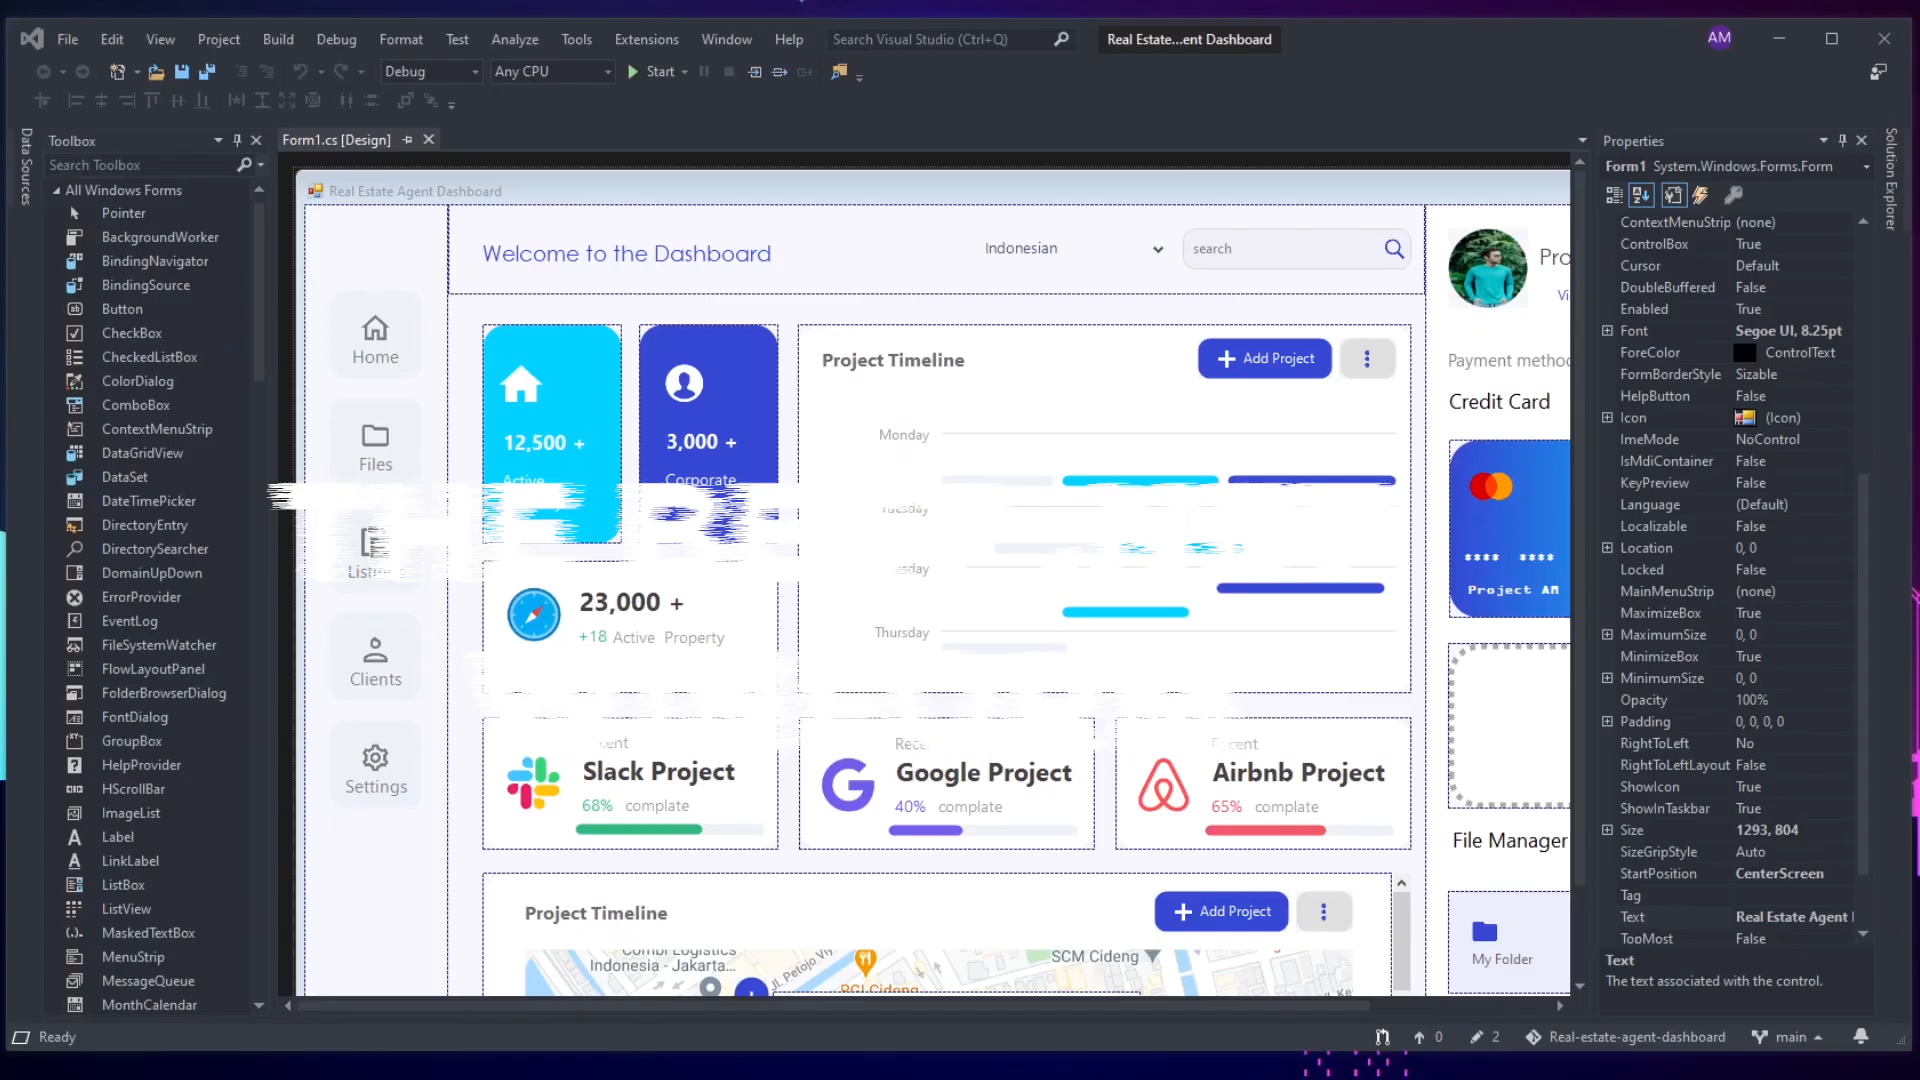 File Edit View Project Build Debug Format Test Analyze Tools Extensions Window Help Search Visual Studio (Ctrl+Q) Real Estate...ent Dashboard AM
Debug Any CPU Start
Data Sources
Toolbox
Search Toolbox
All Windows Forms
Pointer
BackgroundWorker
BindingNavigator
BindingSource
Button
CheckBox
CheckedListBox
ColorDialog
ComboBox
ContextMenuStrip
DataGridView
DataSet
DateTimePicker
DirectoryEntry
DirectorySearcher
DomainUpDown
ErrorProvider
EventLog
FileSystemWatcher
FlowLayoutPanel
FolderBrowserDialog
FontDialog
GroupBox
HelpProvider
HScrollBar
ImageList
Label
LinkLabel
ListBox
ListView
MaskedTextBox
MenuStrip
MessageQueue
MonthCalendar
Form1.cs [Design]
Real Estate Agent Dashboard
Home
Files
Clients
Settings
Welcome to the Dashboard
Indonesian
search
12,500 +
Active
3,000 +
Corporate
23,000 +
+18 Active Property
Project Timeline
Add Project
Monday
Thursday
Slack Project
68% complate
Google Project
40% complate
Recent
Airbnb Project
65% complate
Project Timeline
Add Project
Indonesia - Jakarta...
SCM Cideng
Payment method
Credit Card
**** ****
Project AM
File Manager
My Folder
Properties
Form1 System.Windows.Forms.Form
ContextMenuStrip (none)
ControlBox True
Cursor Default
DoubleBuffered False
Enabled True
Font Segoe UI, 8.25pt
ForeColor ControlText
FormBorderStyle Sizable
HelpButton False
Icon (Icon)
ImeMode NoControl
IsMdiContainer False
KeyPreview False
Language (Default)
Localizable False
Location 0, 0
Locked False
MainMenuStrip (none)
MaximizeBox True
MaximumSize 0, 0
MinimizeBox True
MinimumSize 0, 0
Opacity 100%
Padding 0, 0, 0, 0
RightToLeft No
RightToLeftLayout False
ShowIcon True
ShowInTaskbar True
Size 1293, 804
SizeGripStyle Auto
StartPosition CenterScreen
Tag
Text Real Estate Agent
TopMost False
Text
The text associated with the control.
Solution Explorer
Ready
0 2 Real-estate-agent-dashboard main